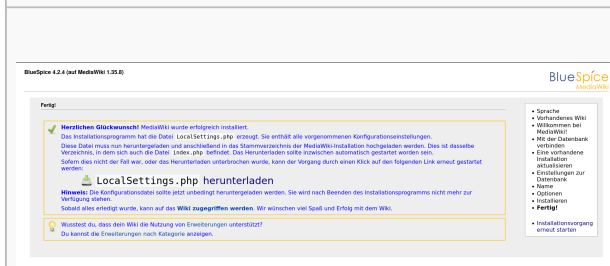 BlueSpice 4.2.4 (auf MediaWiki 1.35.8)
BlueSpice
MediaWiki
Fertig!
Herzlichen Glückwunsch! MediaWiki wurde erfolgreich installiert.
Das Installationsprogramm hat die Datei LocalSettings.php erzeugt. Sie enthält alle vorgenommenen Konfigurationseinstellungen.
Diese Datei muss nun heruntergeladen und anschließend in das Stammverzeichnis der MediaWiki-Installation hochgeladen werden. Dies ist dasselbe
Verzeichnis, in dem sich auch die Datei index.php befindet. Das Herunterladen sollte inzwischen automatisch gestartet worden sein.
Sofern dies nicht der Fall war, oder das Herunterladen unterbrochen wurde, kann der Vorgang durch einen Klick auf den folgenden Link erneut gestartet
werden:
LocalSettings.php herunterladen
Hinweis: Die Konfigurationsdatei sollte jetzt unbedingt heruntergeladen werden. Sie wird nach Beenden des Installationsprogramms nicht mehr zur
Verfügung stehen.
Sobald alles erledigt wurde, kann auf das Wiki zugegriffen werden. Wir wünschen viel Spaß und Erfolg mit dem Wiki.
Wusstest du, dass dein Wiki die Nutzung von Erweiterungen unterstützt?
Du kannst die Erweiterungen nach Kategorie anzeigen.
Sprache
Vorhandenes Wiki
Willkommen bei
MediaWiki!
Mit der Datenbank
verbinden
Eine vorhandene
Installation
aktualisieren
Einstellungen zur
Datenbank
Name
Optionen
Installieren
Fertig!
Installationsvorgang
erneut starten